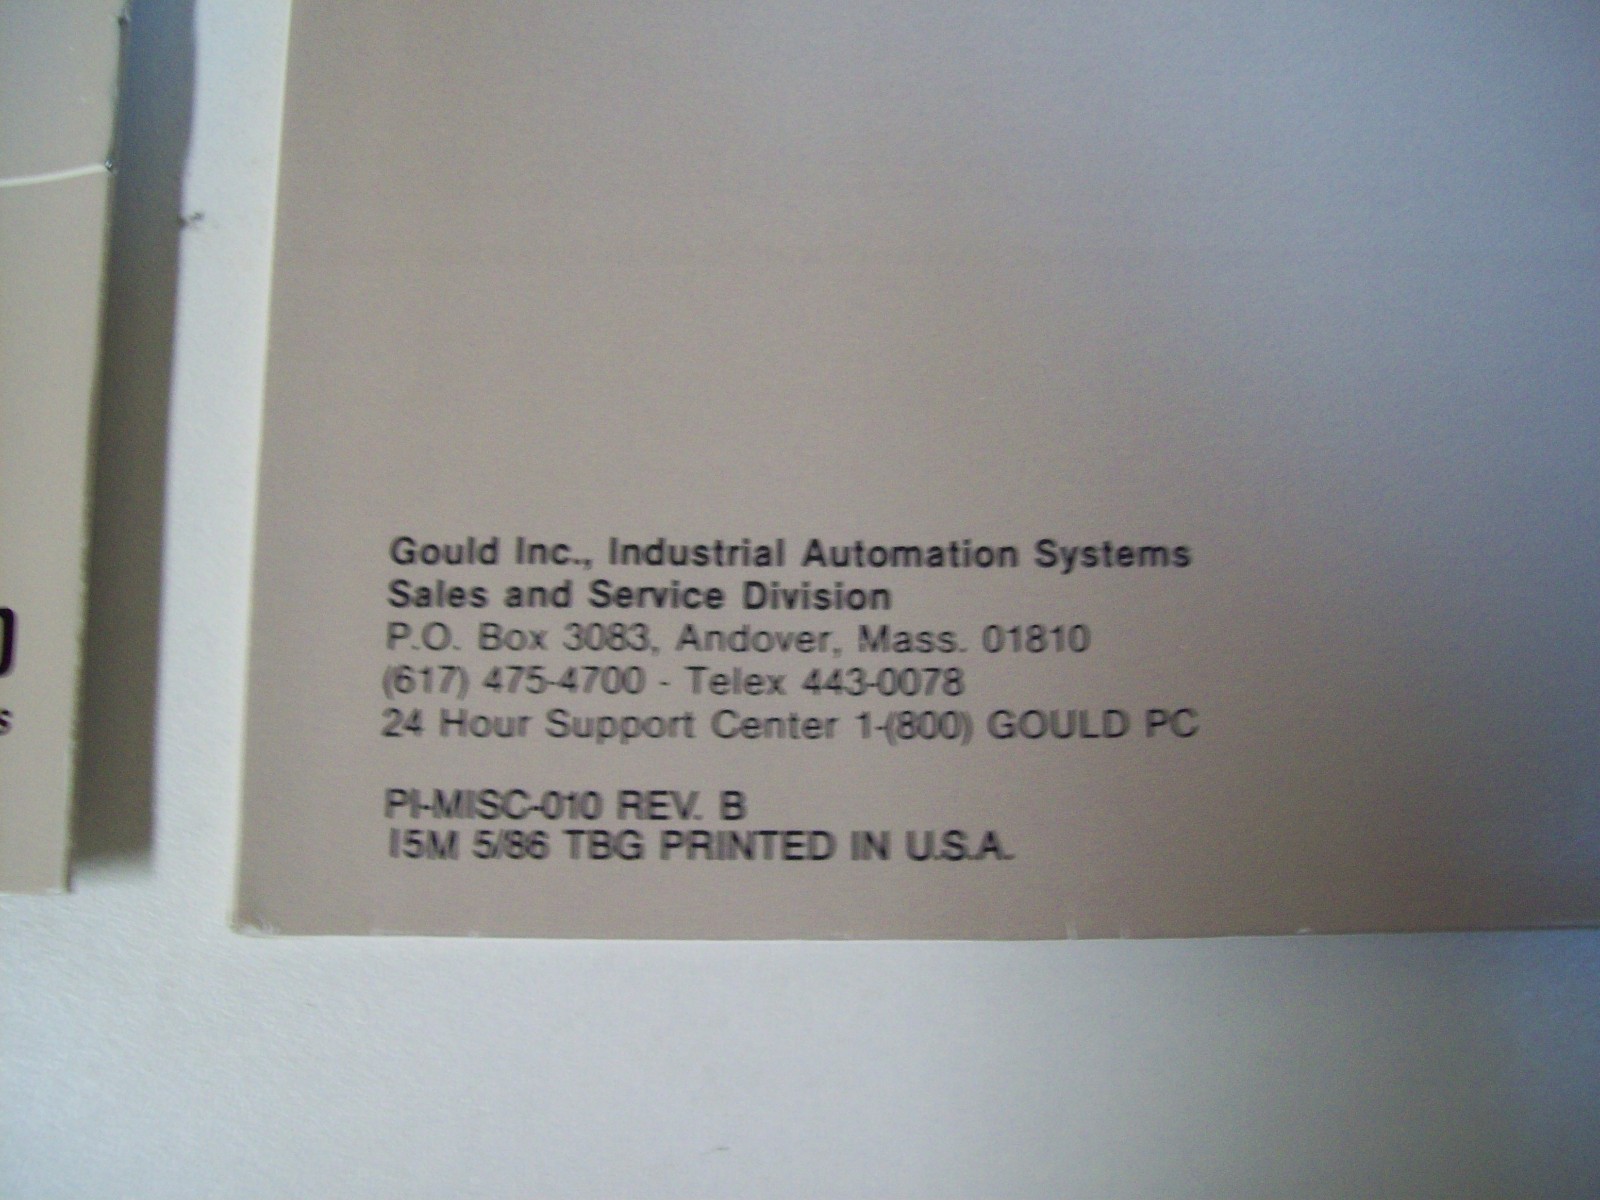 Gould Inc., Industrial Automation Systems
Sales and Service Division
P.O. Box 3083, Andover, Mass. 01810
(617) 475-4700 - Telex 443-0078
24 Hour Support Center 1-(800) GOULD PC
PI-MISC-010 REV. B
15M 5/86 TBG PRINTED IN U.S.A.